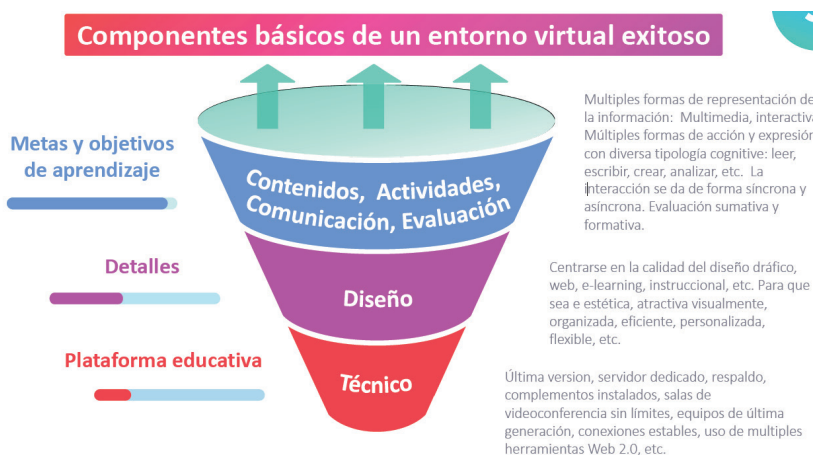 Componentes básicos de un entorno virtual exitoso
Metas y objetivos
de aprendizaje
Contenidos, Actividades,
Comunicación, Evaluación
Multiples formas de representación de
la información: Multimedia, interactiva
Múltiples formas de acción y expresión
con diversa tipología cognitive: leer,
escribir, crear, analizar, etc. La
interacción se da de forma síncrona y
asíncrona. Evaluación sumativa y
formativa.
Detalles
Diseño
Centrarse en la calidad del diseño dráfico,
web, e-learning, instruccional, etc. Para que
sea e estética, atractiva visualmente,
organizada, eficiente, personalizada,
flexible, etc.
Plataforma educativa
Técnico
Última version, servidor dedicado, respaldo,
complementos instalados, salas de
videoconferencia sin límites, equipos de última
generación, conexiones estables, uso de multiples
herramientas Web 2.0, etc.